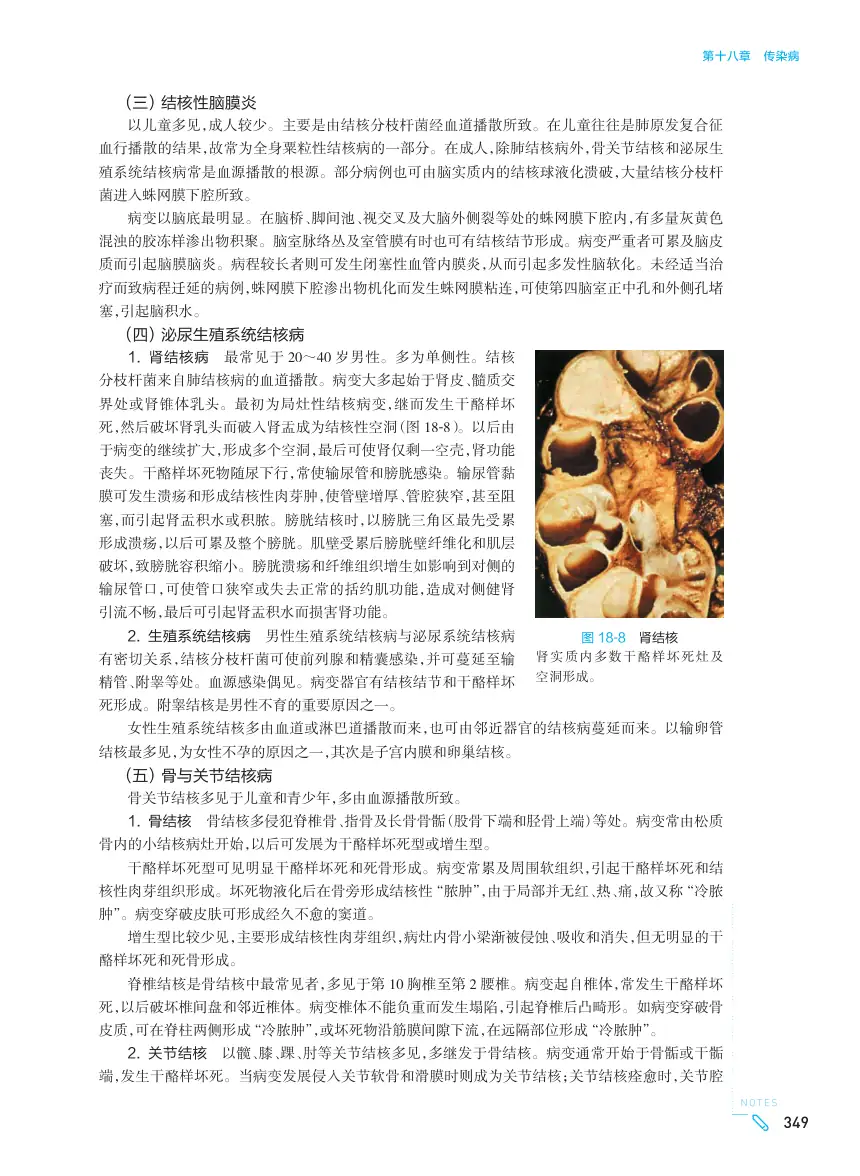 第十八章 传染病
（三）结核性脑膜炎
以儿童多见，成人较少。主要是由结核分枝杆菌经血道播散所致。在儿童往往是肺原发复合征
血行播散的结果，故常为全身粟粒性结核病的一部分。在成人，除肺结核病外，骨关节结核和泌尿生
殖系统结核病常是血源播散的根源。部分病例也可由脑实质内的结核球液化溃破，大量结核分枝杆
菌进入蛛网膜下腔所致。
病变以脑底最明显。在脑桥、脚间池、视交叉及大脑外侧裂等处的蛛网膜下腔内，有多量灰黄色
混浊的胶冻样渗出物积聚。脑室脉络丛及室管膜有时也可有结核结节形成。病变严重者可累及脑皮
质而引起脑膜脑炎。病程较长者则可发生闭塞性血管内膜炎，从而引起多发性脑软化。未经适当治
疗而致病程迁延的病例，蛛网膜下腔渗出物机化而发生蛛网膜粘连，可使第四脑室正中孔和外侧孔堵
塞，引起脑积水。
（四）泌尿生殖系统结核病
1. 肾结核病 最常见于 20～40 岁男性。多为单侧性。结核
分枝杆菌来自肺结核病的血道播散。病变大多起始于肾皮、髓质交
界处或肾锥体乳头。最初为局灶性结核病变，继而发生干酪样坏
死，然后破坏肾乳头而破入肾盂成为结核性空洞（图 18-8）。以后由
于病变的继续扩大，形成多个空洞，最后可使肾仅剩一空壳，肾功能
丧失。干酪样坏死物随尿下行，常使输尿管和膀胱感染。输尿管黏
膜可发生溃疡和形成结核性肉芽肿，使管壁增厚、管腔狭窄，甚至阻
塞，而引起肾盂积水或积脓。膀胱结核时，以膀胱三角区最先受累
形成溃疡，以后可累及整个膀胱。肌壁受累后膀胱壁纤维化和肌层
破坏，致膀胱容积缩小。膀胱溃疡和纤维组织增生如影响到对侧的
输尿管口，可使管口狭窄或失去正常的括约肌功能，造成对侧健肾
引流不畅，最后可引起肾盂积水而损害肾功能。
2. 生殖系统结核病 男性生殖系统结核病与泌尿系统结核病
有密切关系，结核分枝杆菌可使前列腺和精囊感染，并可蔓延至输
精管、附睾等处。血源感染偶见。病变器官有结核结节和干酪样坏
死形成。附睾结核是男性不育的重要原因之一。
图 18-8 肾结核
肾实质内多数干酪样坏死灶及
空洞形成。
女性生殖系统结核多由血道或淋巴道播散而来，也可由邻近器官的结核病蔓延而来。以输卵管
结核最多见，为女性不孕的原因之一，其次是子宫内膜和卵巢结核。
（五）骨与关节结核病
骨关节结核多见于儿童和青少年，多由血源播散所致。
1. 骨结核 骨结核多侵犯脊椎骨、指骨及长骨骨骺（股骨下端和胫骨上端）等处。病变常由松质
骨内的小结核病灶开始，以后可发展为干酪样坏死型或增生型。
干酪样坏死型可见明显干酪样坏死和死骨形成。病变常累及周围软组织，引起干酪样坏死和结
核性肉芽组织形成。坏死物液化后在骨旁形成结核性“脓肿”，由于局部并无红、热、痛，故又称“冷脓
肿”。病变穿破皮肤可形成经久不愈的窦道。
增生型比较少见，主要形成结核性肉芽组织，病灶内骨小梁渐被侵蚀、吸收和消失，但无明显的干
酪样坏死和死骨形成。
脊椎结核是骨结核中最常见者，多见于第 10 胸椎至第 2 腰椎。病变起自椎体，常发生干酪样坏
死，以后破坏椎间盘和邻近椎体。病变椎体不能负重而发生塌陷，引起脊椎后凸畸形。如病变穿破骨
皮质，可在脊柱两侧形成“冷脓肿”，或坏死物沿筋膜间隙下流，在远隔部位形成“冷脓肿”。
2. 关节结核 以髋、膝、踝、肘等关节结核多见，多继发于骨结核。病变通常开始于骨骺或干骺
端，发生干酪样坏死。当病变发展侵入关节软骨和滑膜时则成为关节结核；关节结核痊愈时，关节腔
NOTES
349